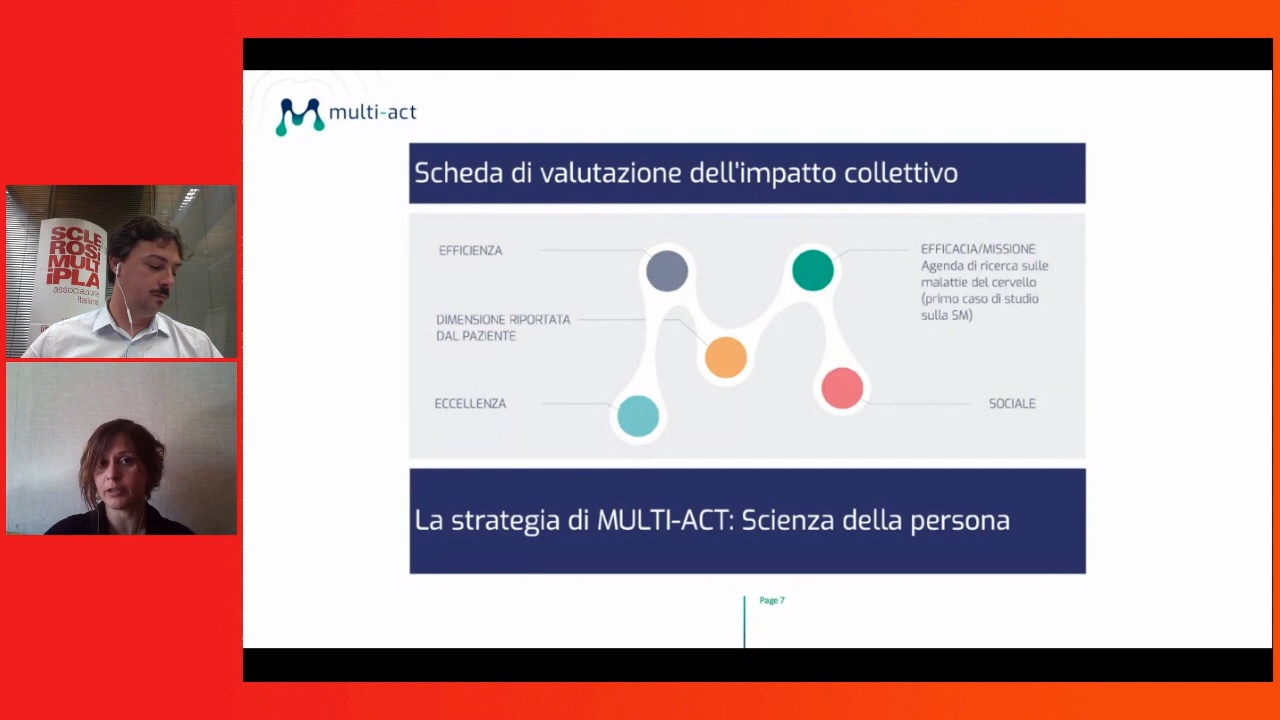 multi-act
Scheda di valutazione dell'impatto collettivo
EFFICIENZA
EFFICACIA/MISSIONE
Agenda di ricerca sulle
malattie del cervello
(primo caso di studio
sulla SM)
DIMENSIONE RIPORTATA
DAL PAZIENTE
ECCELLENZA
SOCIALE
La strategia di MULTI-ACT: Scienza della persona
Page 7
SCLE
ROSI
MULT
iPLA
associazione
italiana